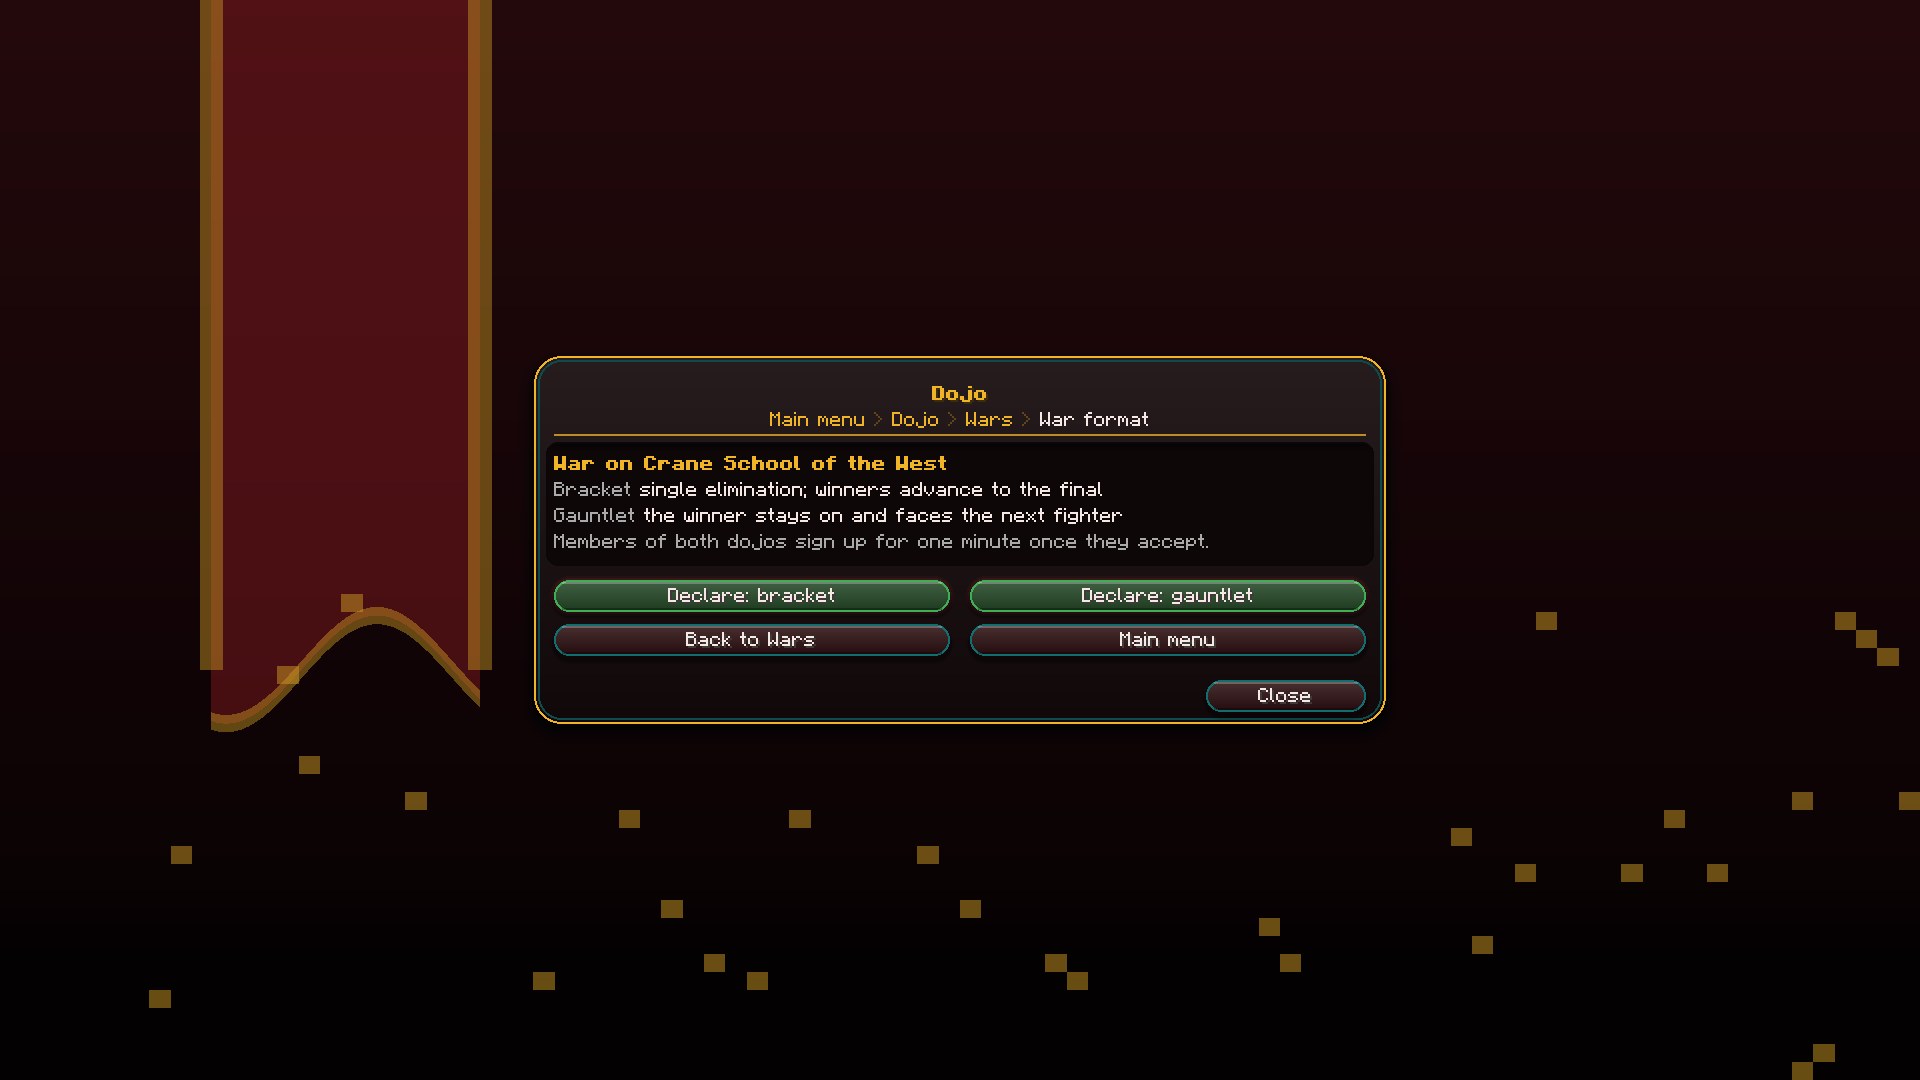 Dojo
Main menu > Dojo > Wars > War format
War on Crane School of the West
Bracket single elimination; winners advance to the final
Gauntlet the winner stays on and faces the next fighter
Members of both dojos sign up for one minute once they accept.
Declare: bracket
Declare: gauntlet
Back to Wars
Main menu
Close